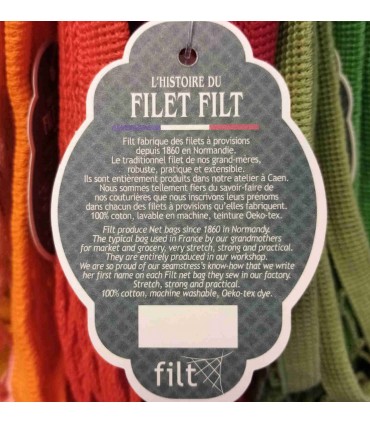 L'HISTOIRE DU
FILET FILT
Filt fabrique des filets à provisions
depuis 1860 en Normandie.
Le traditionnel filet de nos grand-mères,
robuste, pratique et extensible.
Ils sont entièrement produits dans notre atelier à Caen.
Nous sommes tellement fiers du savoir-faire de
nos couturières que nous inscrivons leurs prenoms
dans chacun des filets à provisions qu'elles fabriquent.
100% coton, lavable en machine, teinture Oeko-tex.
Filt produce Net bags since 1860 in Normandy.
The typical bag used in France by our grandmothers
for market and grocery, very strong and practical.
They are entirely produced in our workshop.
We are so proud of our seamstress's know-how that we write
her first name on each Filt net bag they sew in our factory.
Stretch, strong and practical.
100% cotton, machine washable, Oeko-tex dye.
filt